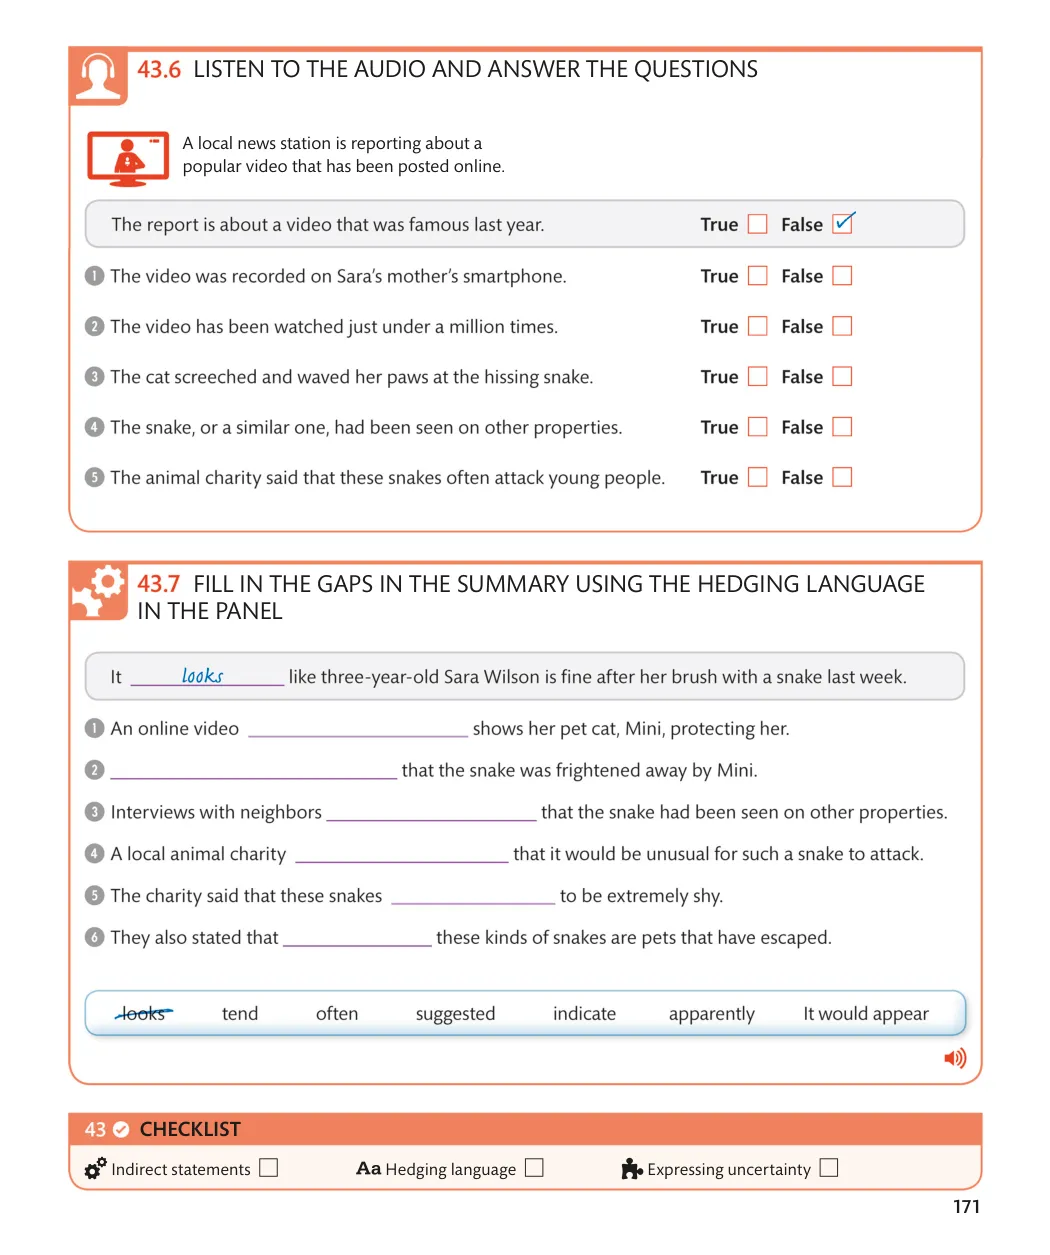 43.6 LISTEN TO THE AUDIO AND ANSWER THE QUESTIONS
A local news station is reporting about a
popular video that has been posted online.
The report is about a video that was famous last year. True False
1 The video was recorded on Sara's mother's smartphone. True False
2 The video has been watched just under a million times. True False
3 The cat screeched and waved her paws at the hissing snake. True False
4 The snake, or a similar one, had been seen on other properties. True False
5 The animal charity said that these snakes often attack young people. True False
43.7 FILL IN THE GAPS IN THE SUMMARY USING THE HEDGING LANGUAGE
IN THE PANEL
It looks like three-year-old Sara Wilson is fine after her brush with a snake last week.
1 An online video ____ shows her pet cat, Mini, protecting her.
2 ____ that the snake was frightened away by Mini.
3 Interviews with neighbors ____ that the snake had been seen on other properties.
4 A local animal charity ____ that it would be unusual for such a snake to attack.
5 The charity said that these snakes ____ to be extremely shy.
6 They also stated that ____ these kinds of snakes are pets that have escaped.
looks tend often suggested indicate apparently It would appear
43 CHECKLIST
Indirect statements Aa Hedging language Expressing uncertainty
171